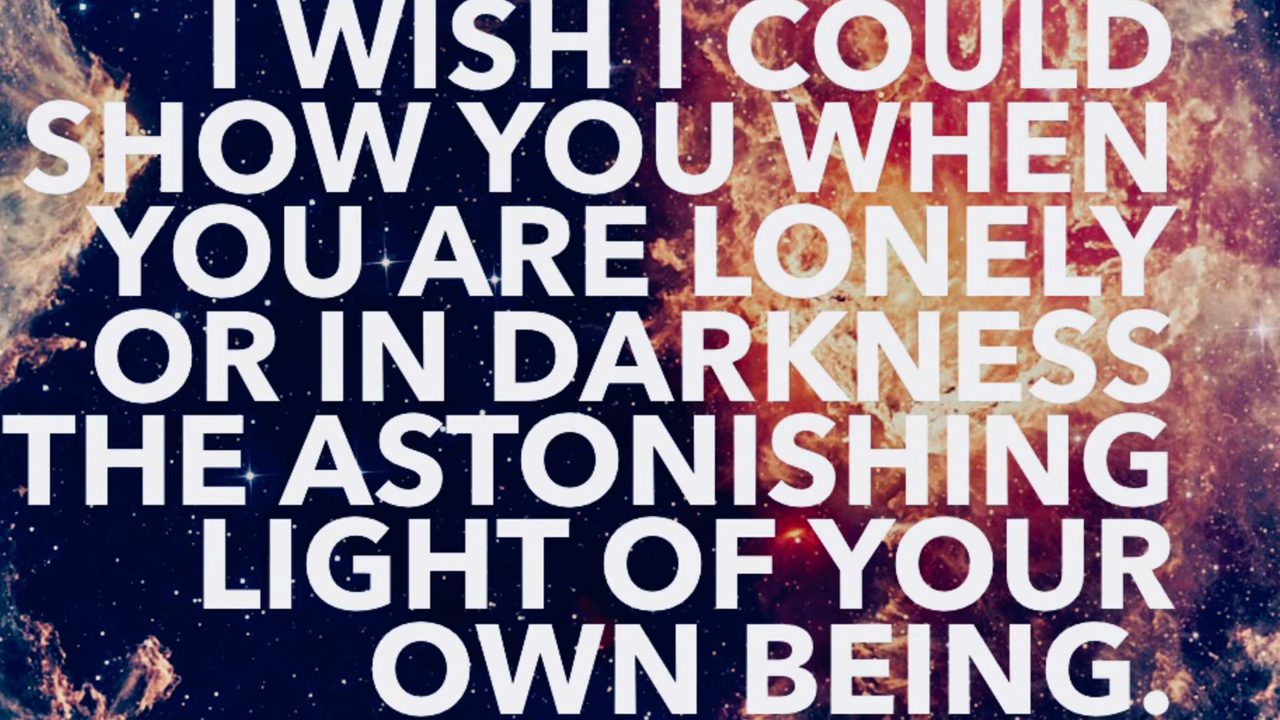 I WISH I COULD
SHOW YOU WHEN
YOU ARE LONELY
OR IN DARKNESS
THE ASTONISHING
LIGHT OF YOUR
OWN BEING.